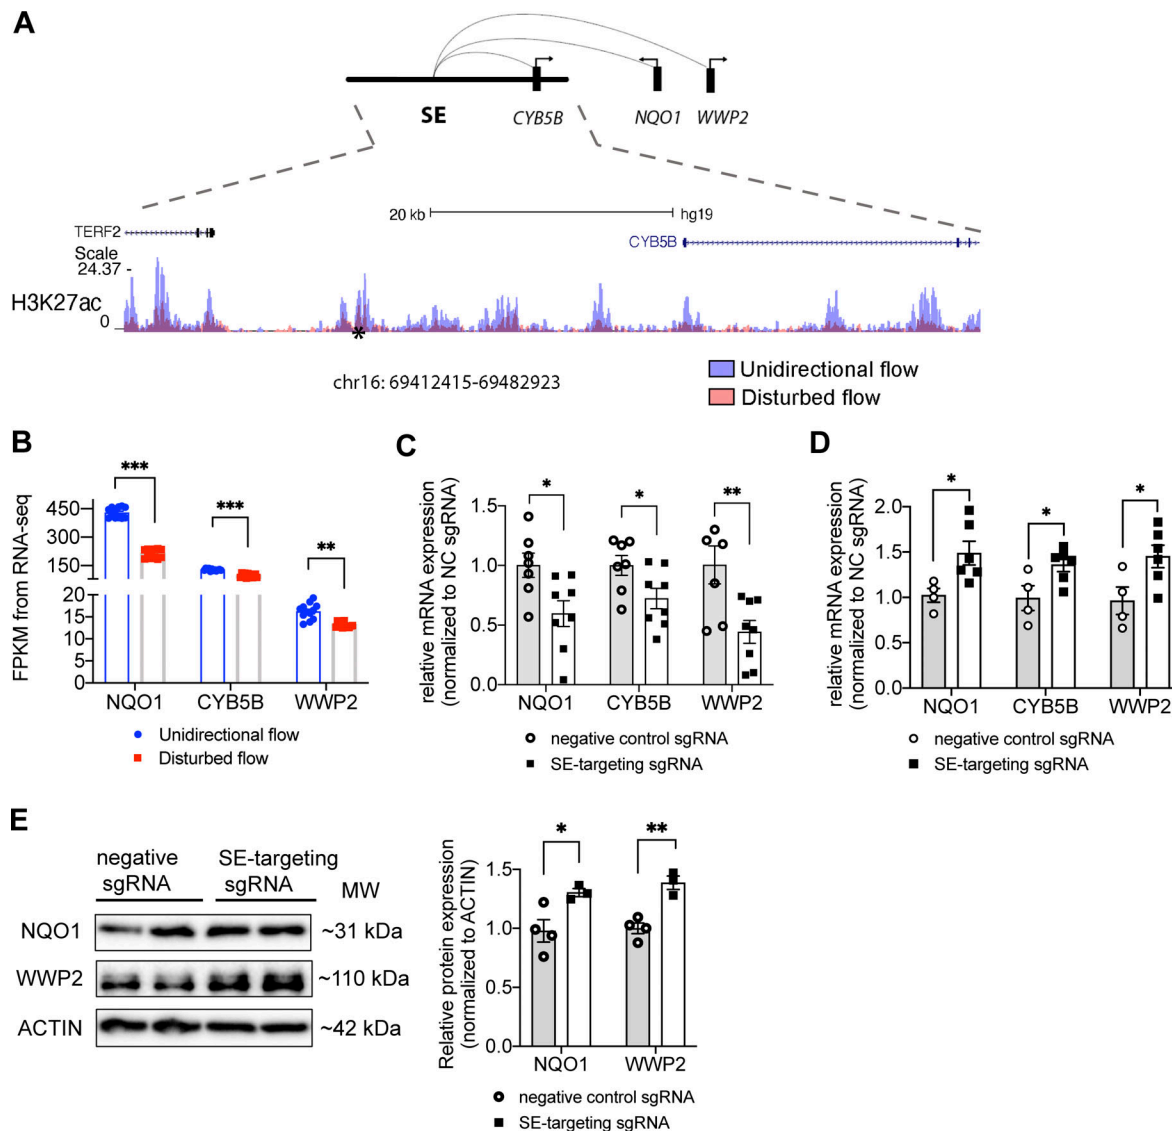 A
SE
CYB5B
NQO1
WWP2
20 kb
hg19
TERF2
CYB5B
Scale
24.37 -
H3K27ac
0
*
chr16: 69412415-69482923
Unidirectional flow
Disturbed flow
B
FPKM from RNA-seq
450
300
150
20
15
10
5
0
***
***
**
NQO1
CYB5B
WWP2
Unidirectional flow
Disturbed flow
C
relative mRNA expression
(normalized to NC sgRNA)
1.5
1.0
0.5
0.0
*
*
**
NQO1
CYB5B
WWP2
negative control sgRNA
SE-targeting sgRNA
D
relative mRNA expression
(normalized to NC sgRNA)
2.0
1.5
1.0
0.5
0.0
*
*
*
NQO1
CYB5B
WWP2
negative control sgRNA
SE-targeting sgRNA
E
negative
sgRNA
SE-targeting
sgRNA
MW
NQO1
~31 kDa
WWP2
~110 kDa
ACTIN
~42 kDa
Relative protein expression
(normalized to ACTIN)
1.5
1.0
0.5
0.0
*
**
NQO1
WWP2
negative control sgRNA
SE-targeting sgRNA